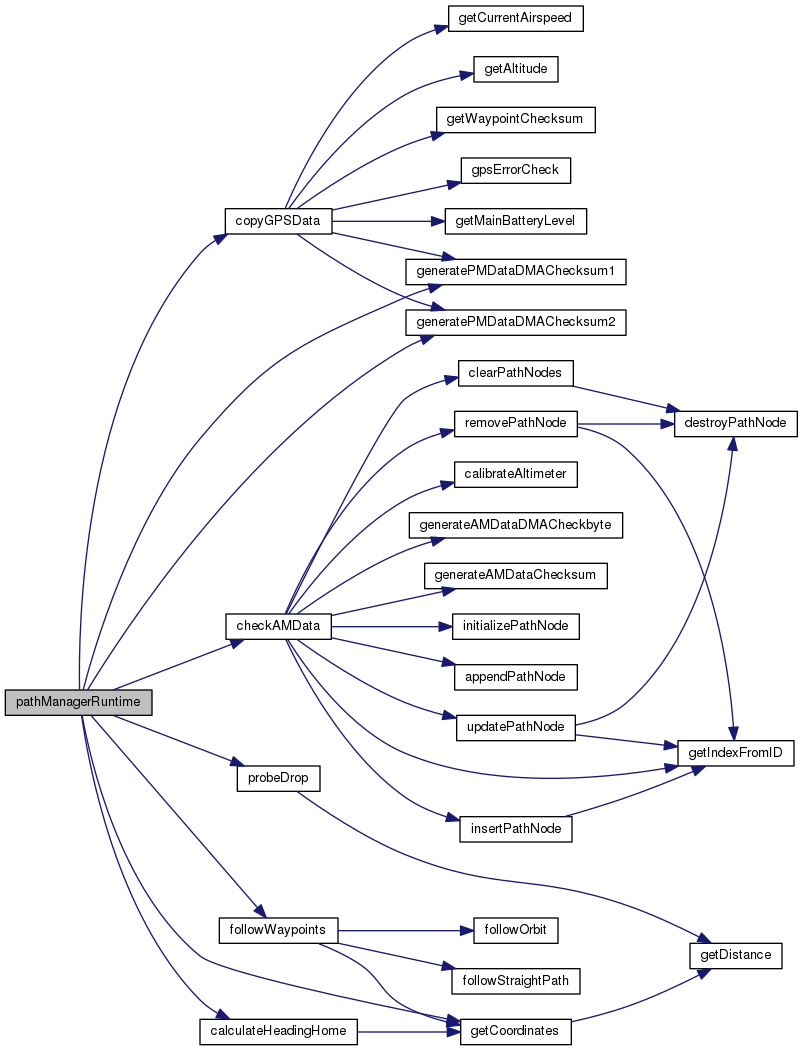 getCurrentAirspeed
getAltitude
getWaypointChecksum
gpsErrorCheck
copyGPSData
getMainBatteryLevel
generatePMDataDMAChecksum1
generatePMDataDMAChecksum2
clearPathNodes
removePathNode
destroyPathNode
calibrateAltimeter
generateAMDataDMACheckbyte
generateAMDataChecksum
checkAMData
initializePathNode
appendPathNode
pathManagerRuntime
updatePathNode
getIndexFromID
probeDrop
insertPathNode
followWaypoints
followOrbit
getDistance
followStraightPath
calculateHeadingHome
getCoordinates